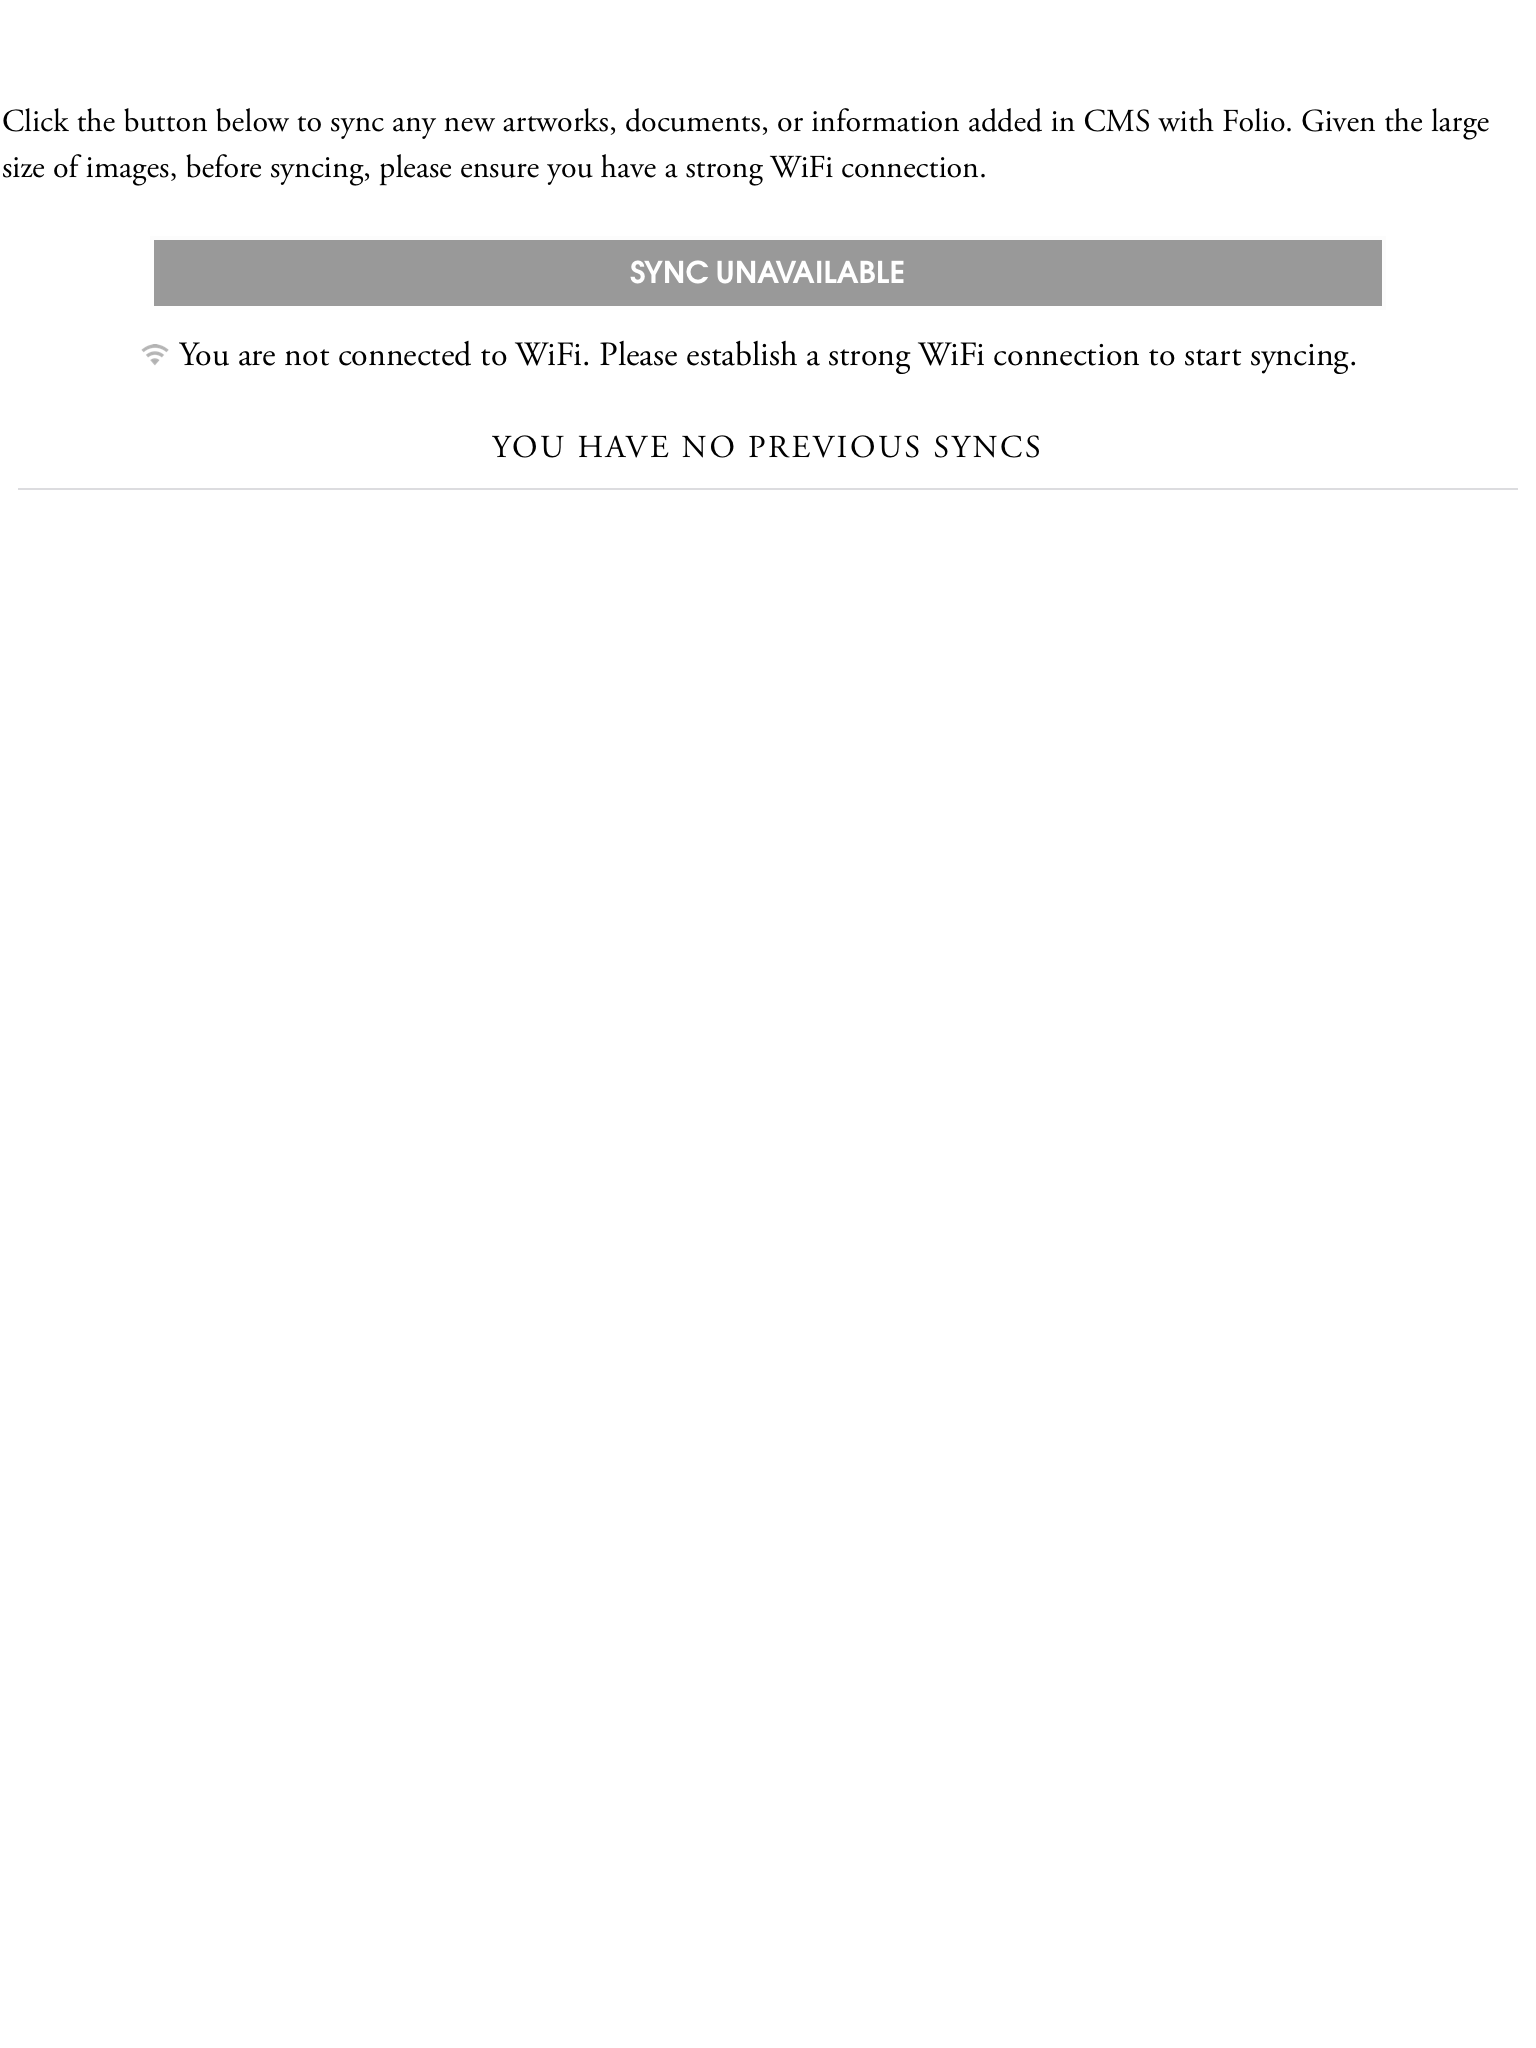 Click the button below to sync any new artworks, documents, or information added in CMS with Folio. Given the large
size of images, before syncing, please ensure you have a strong WiFi connection.
SYNC UNAVAILABLE
You are not connected to WiFi. Please establish a strong WiFi connection to start syncing.
YOU HAVE NO PREVIOUS SYNCS